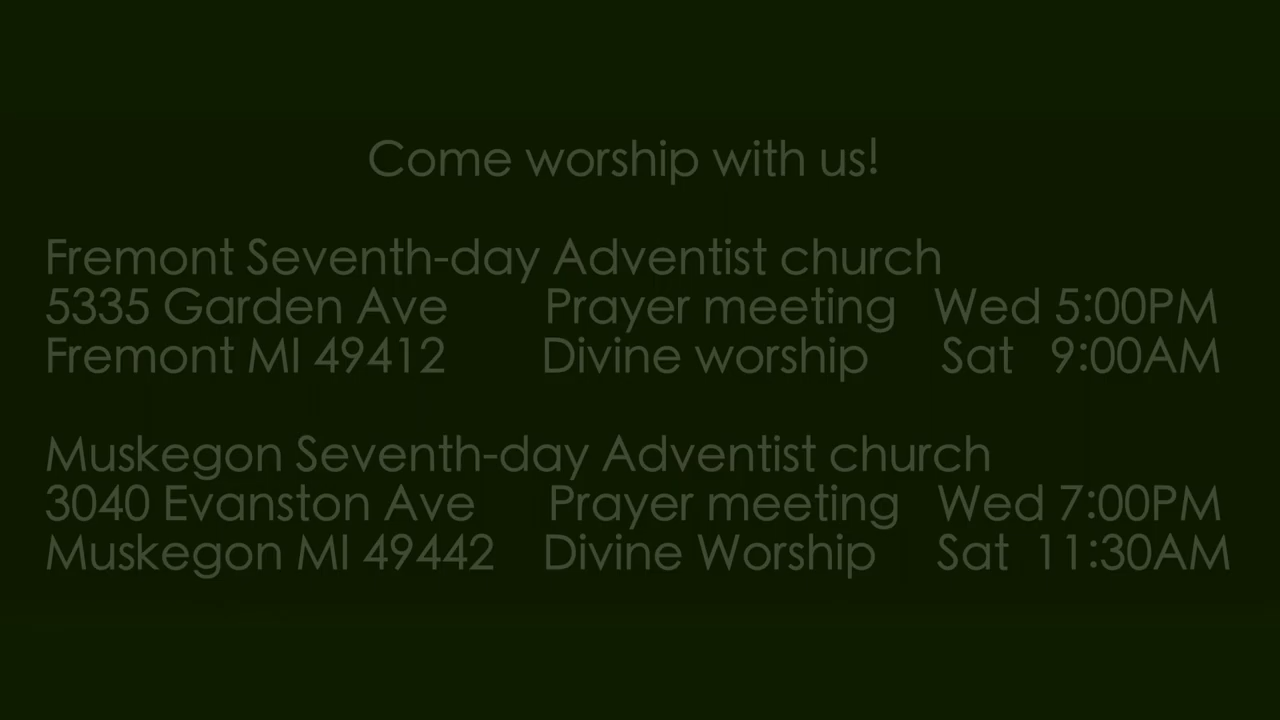 Come worship with us!
Fremont Seventh-day Adventist church
5335 Garden Ave Prayer meeting Wed 5:00PM
Fremont MI 49412 Divine worship Sat 9:00AM
Muskegon Seventh-day Adventist church
3040 Evanston Ave Prayer meeting Wed 7:00PM
Muskegon MI 49442 Divine Worship Sat 11:30AM